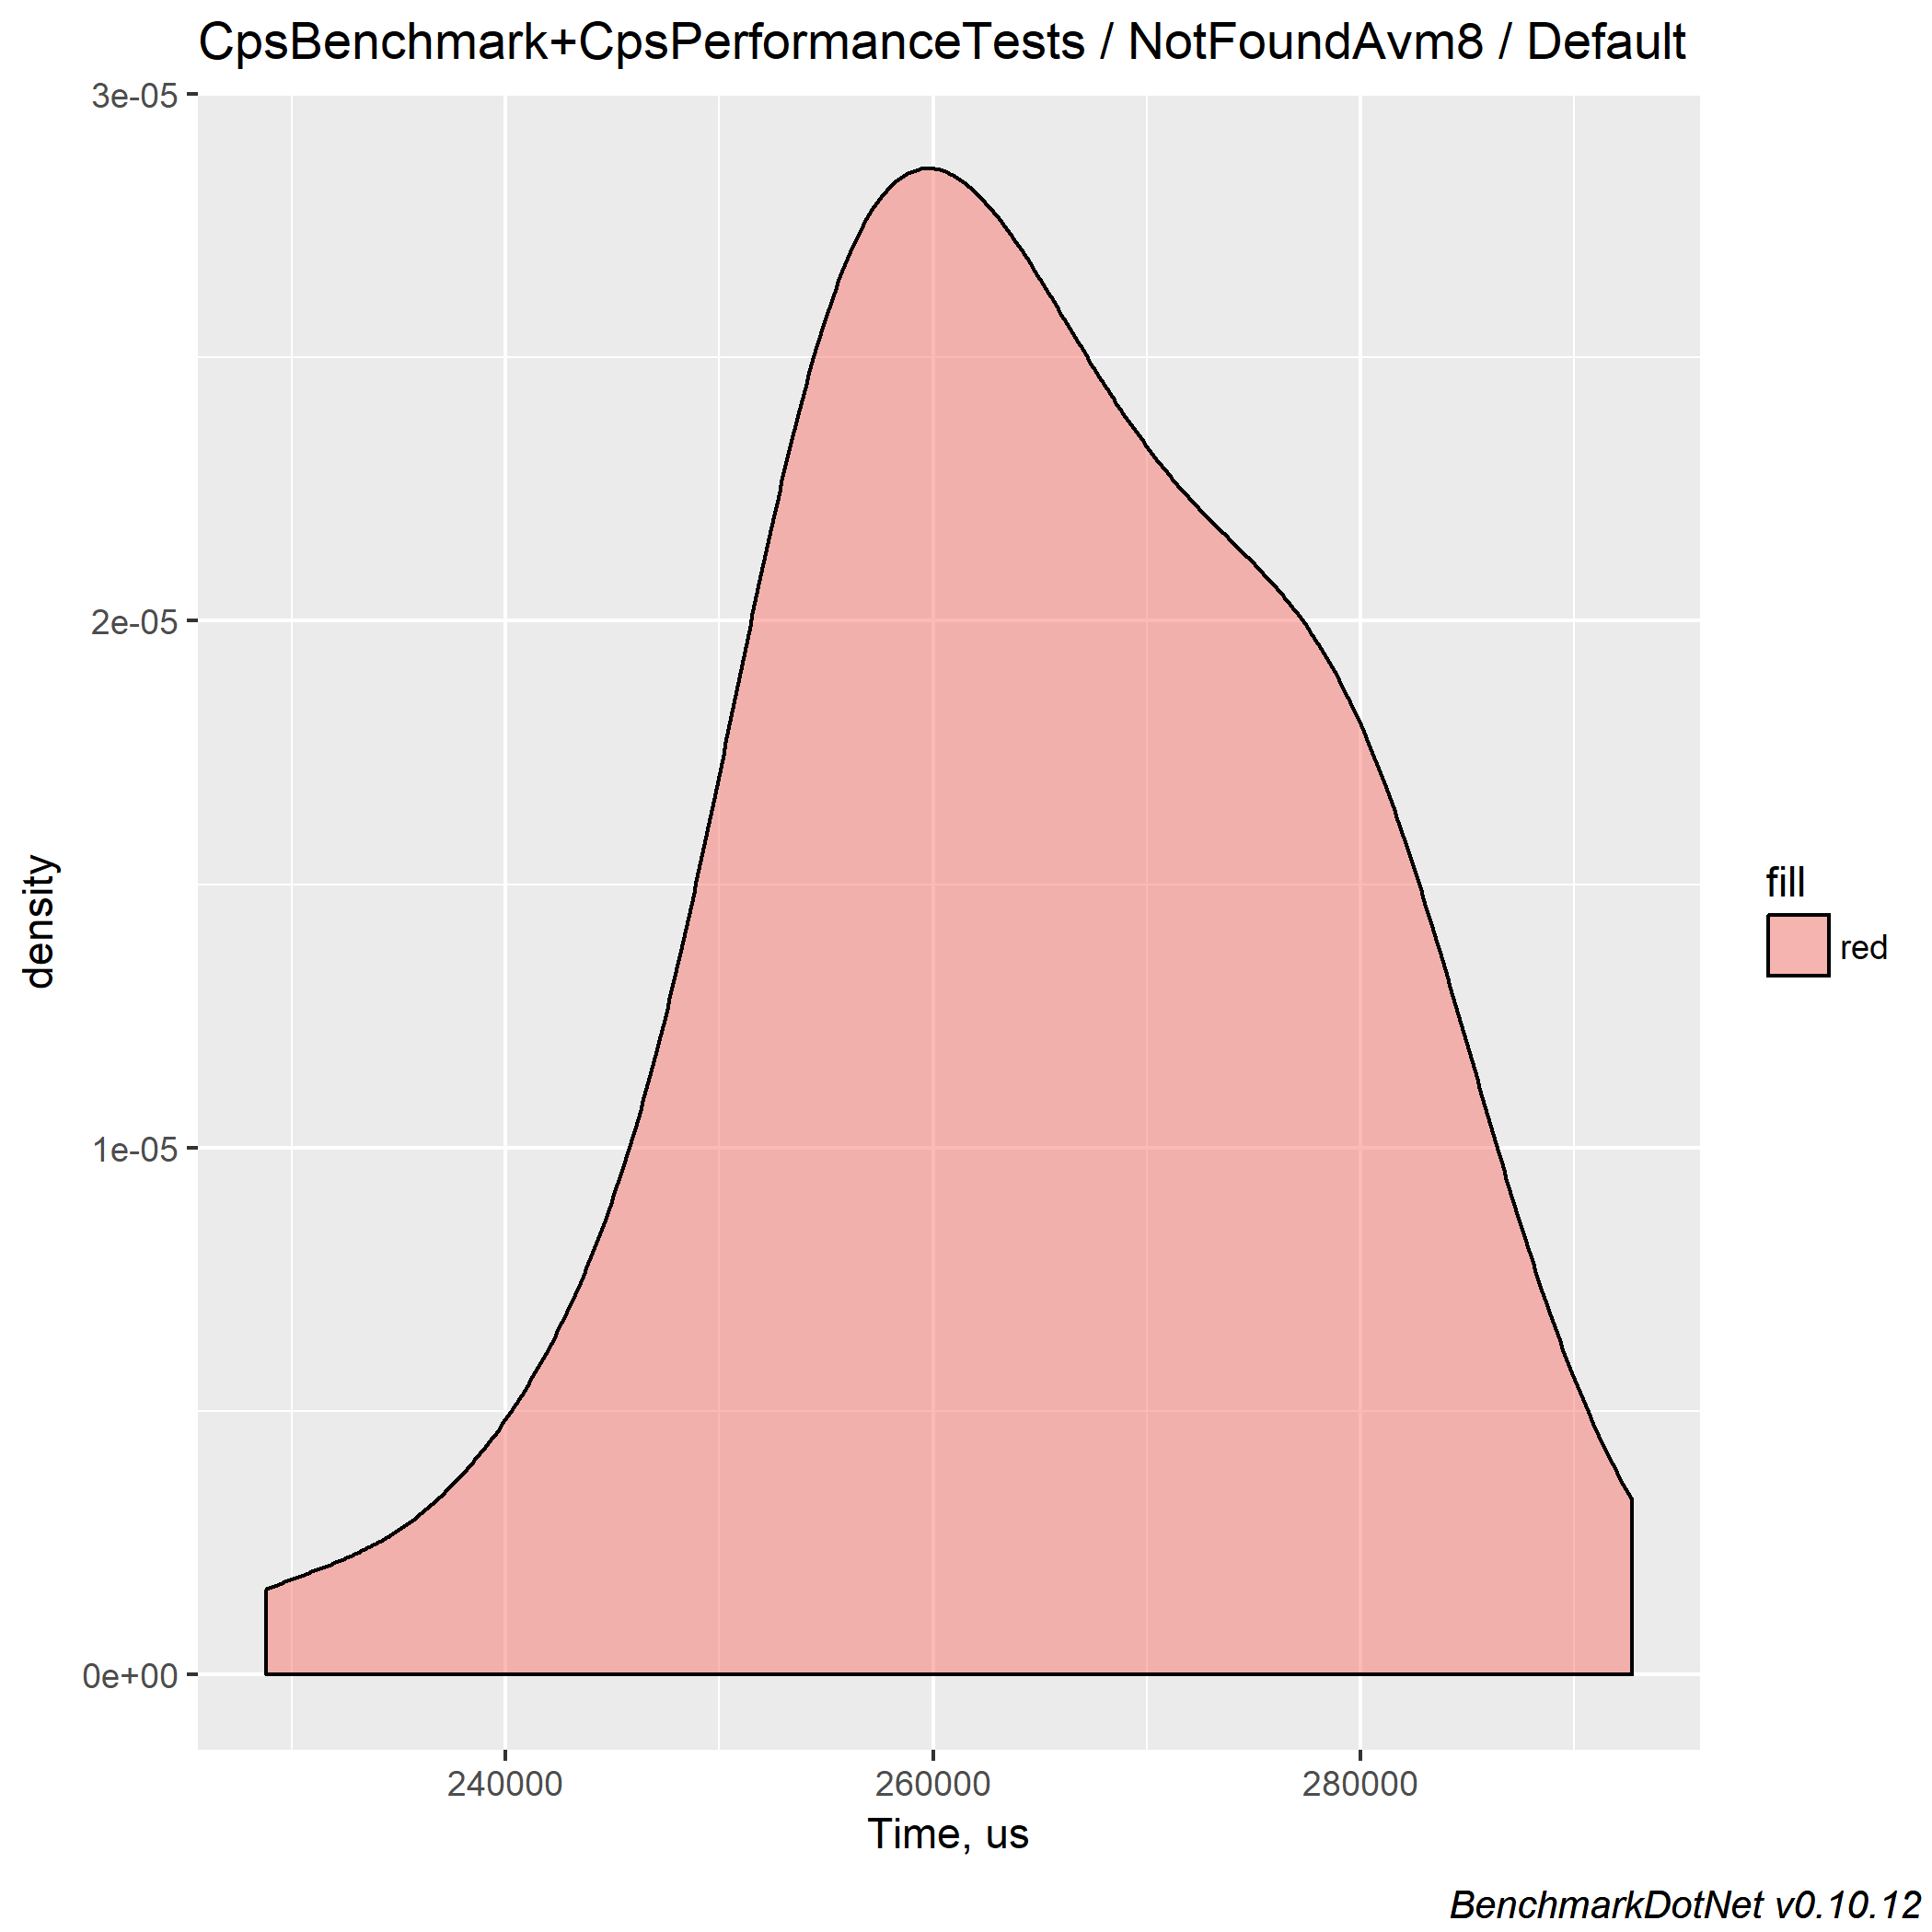 CpsBenchmark+CpsPerformanceTests / NotFoundAvm8 / Default
3e-05
2e-05
1e-05
0e+00
density
240000
260000
280000
Time, us
fill
red
BenchmarkDotNet v0.10.12